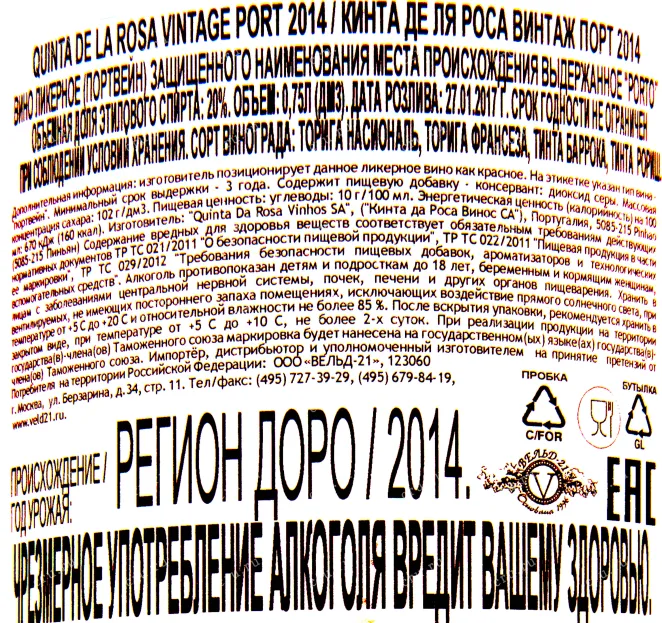 QUINTA DE LA ROSA VINTAGE PORT 2014 / КИНТА ДЕ ЛЯ РОСА ВИНТАЖ ПОРТ 2014
ВИНО ЛИКЕРНОЕ (ПОРТВЕЙН) ЗАЩИЩЕННОГО НАИМЕНОВАНИЯ МЕСТА ПРОИСХОЖДЕНИЯ ВЫДЕРЖАННОЕ "PORTO"
ОБЪЕМНАЯ ДОЛЯ ЭТИЛОВОГО СПИРТА: 20%. ОБЪЕМ: 0,75Л (ДМ3). ДАТА РОЗЛИВА: 27.01.2017 Г. СРОК ГОДНОСТИ НЕ ОГРАНИЧЕН
ПРИ СОБЛЮДЕНИИ УСЛОВИЙ ХРАНЕНИЯ. СОРТ ВИНОГРАДА: ТОРИГА НАСИОНАЛЬ, ТОРИГА ФРАНСЕЗА, ТИНТА БАРРОКА, ТИНТА РОРИШ
Дополнительная информация: изготовитель позиционирует данное ликерное вино как красное. На этикетке указан тип вина-
"портвейн". Минимальный срок выдержки - 3 года. Содержит пищевую добавку - консервант: диоксид серы. Массовая
концентрация сахара: 102 г/дм3. Пищевая ценность: углеводы: 10 г/100 мл. Энергетическая ценность (калорийность) на 100
мл: 670 кДж (160 ккал). Изготовитель: "Quinta Da Rosa Vinhos SA", ("Кинта да Роса Винос СА"), Португалия, 5085-215 Pinhao
(5085-215 Пиньян) Содержание вредных для здоровья веществ соответствует обязательным требованиям действующих
нормативных документов ТР ТС 021/2011 "О безопасности пищевой продукции", ТР ТС 022/2011 "Пищевая продукция в части
ее маркировки", ТР ТС 029/2012 "Требования безопасности пищевых добавок, ароматизаторов и технологических
вспомогательных средств". Алкоголь противопоказан детям и подросткам до 18 лет, беременным и кормящим женщинам,
лицам с заболеваниями центральной нервной системы, почек, печени и других органов пищеварения. Хранить в
вентилируемых, не имеющих постороннего запаха помещениях, исключающих воздействие прямого солнечного света, при
температуре от +5 С до +20 С и относительной влажности не более 85 %. После вскрытия упаковки, рекомендуется хранить в
закрытом виде, при температуре от +5 С до +10 С, не более 2-х суток. При реализации продукции на территории
государства(в)-члена(ов) Таможенного союза маркировка будет нанесена на государственном(ых) языке(ах) государства(в)-
члена(ов) Таможенного союза. Импортёр, дистрибьютор и уполномоченный изготовителем на принятие претензий от
Потребителя на территории Российской Федерации: ООО «ВЕЛЬД-21», 123060
г. Москва, ул. Берзарина, д. 34, стр. 11. Тел/факс: (495) 727-39-29, (495) 679-84-19,
www.veld21.ru.
ПРОБКА
C/FOR
БУТЫЛКА
GL
ПРОИСХОЖДЕНИЕ /
ГОД УРОЖАЯ:
РЕГИОН ДОРО / 2014.
ВЕЛЬД-21
V
Основана 1996
EAC
ЧРЕЗМЕРНОЕ УПОТРЕБЛЕНИЕ АЛКОГОЛЯ ВРЕДИТ ВАШЕМУ ЗДОРОВЬЮ.